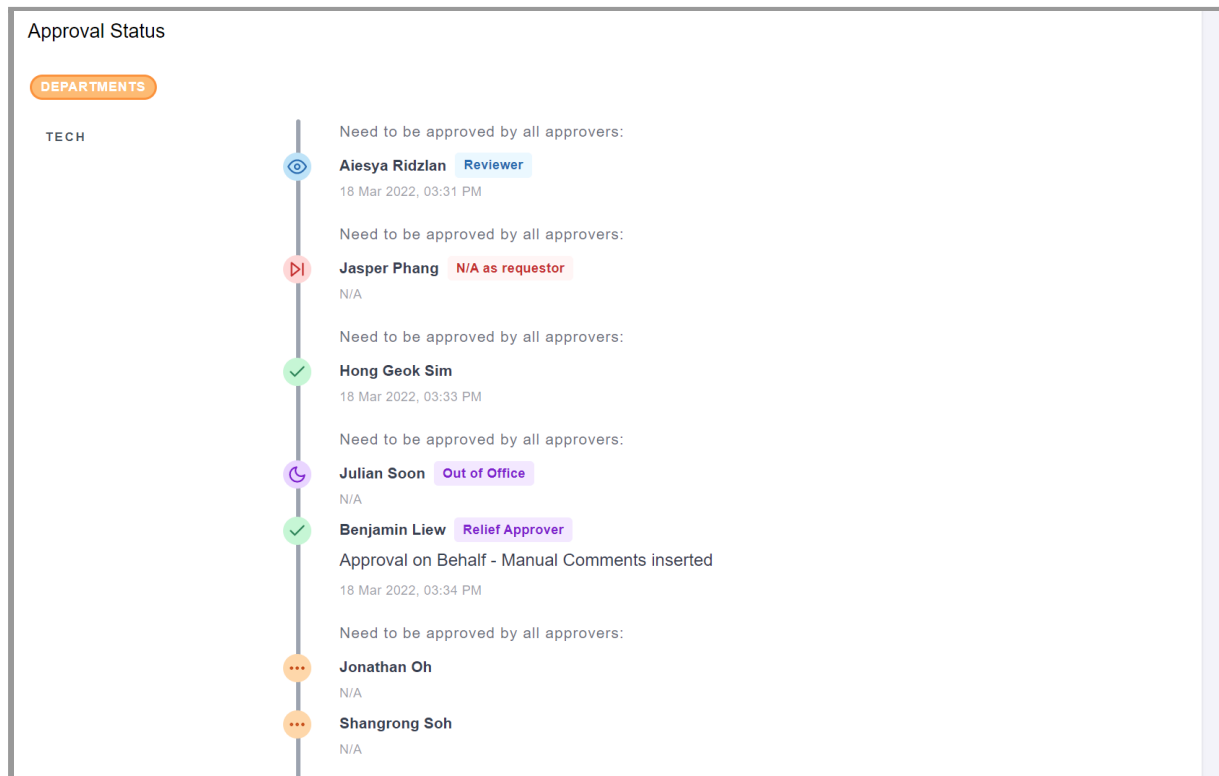 Approval Status
DEPARTMENTS
TECH
Need to be approved by all approvers:
Aiesya Ridzlan Reviewer
18 Mar 2022, 03:31 PM
Need to be approved by all approvers:
Jasper Phang N/A as requestor
N/A
Need to be approved by all approvers:
Hong Geok Sim
18 Mar 2022, 03:33 PM
Need to be approved by all approvers:
Julian Soon Out of Office
N/A
Benjamin Liew Relief Approver
Approval on Behalf - Manual Comments inserted
18 Mar 2022, 03:34 PM
Need to be approved by all approvers:
Jonathan Oh
N/A
Shangrong Soh
N/A